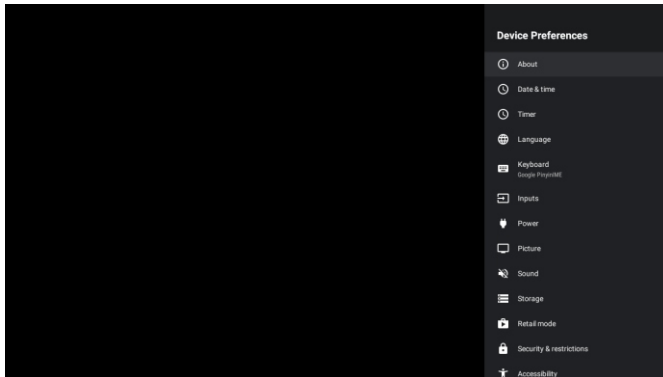 Device Preferences
About
Date & time
Timer
Language
Keyboard
Google PinyinIME
Inputs
Power
Picture
Sound
Storage
Retail mode
Security & restrictions
Accessibility